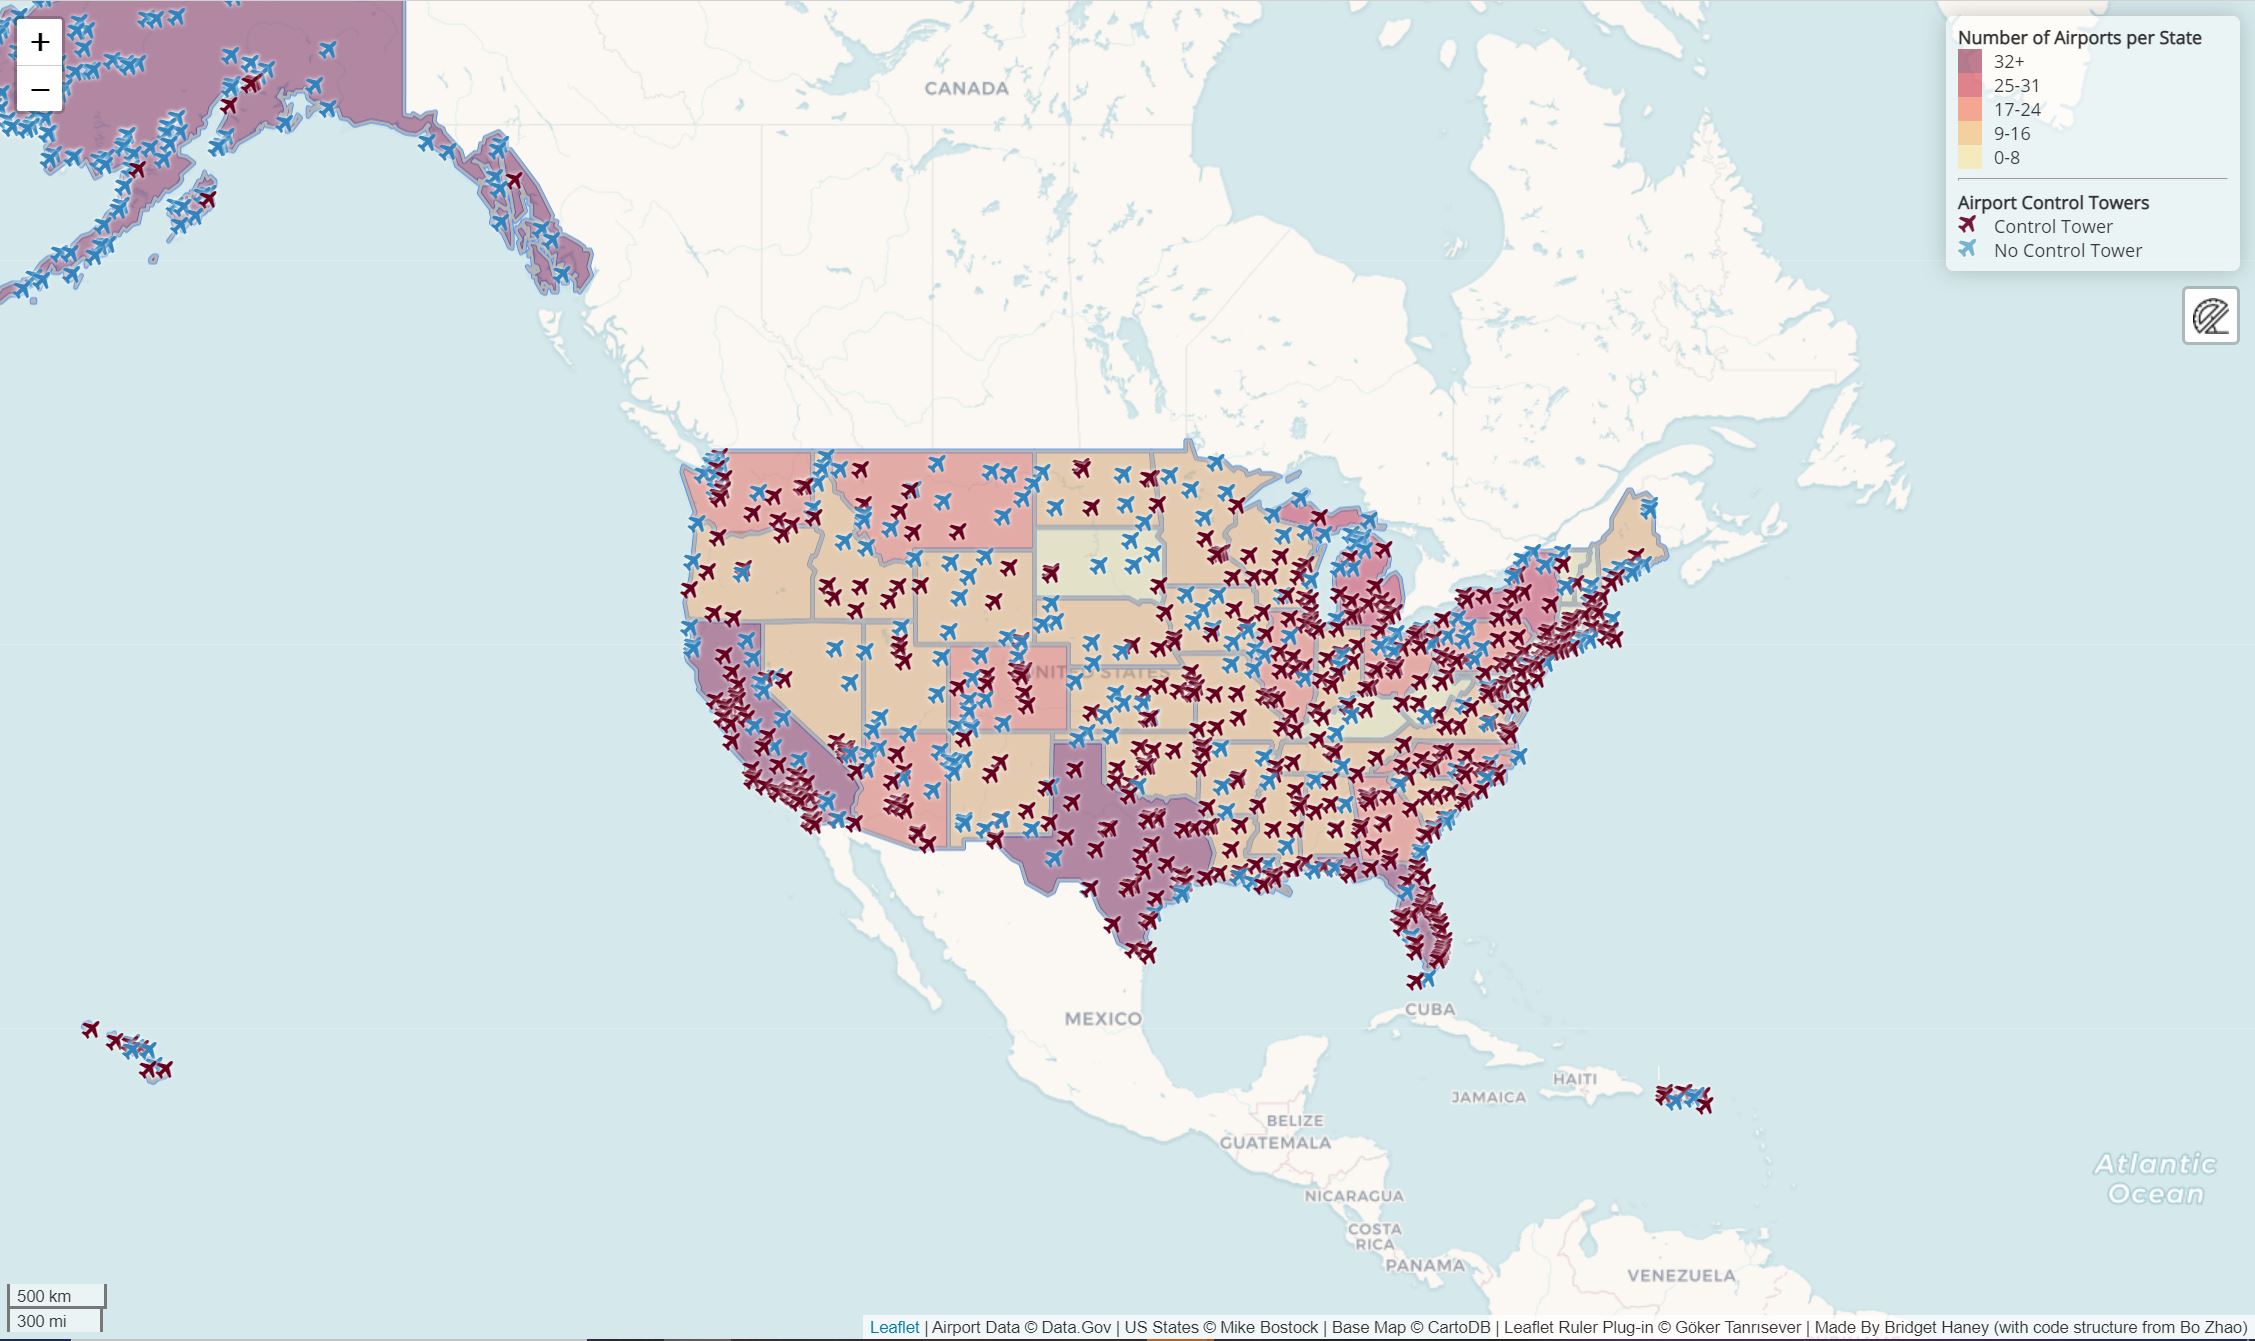 +
−
CANADA
Number of Airports per State
32+
25-31
17-24
9-16
0-8
Airport Control Towers
Control Tower
No Control Tower
UNITED STATES
MEXICO
CUBA
HAITI
JAMAICA
BELIZE
GUATEMALA
NICARAGUA
COSTA
RICA
PANAMA
VENEZUELA
Atlantic
Ocean
500 km
300 mi
Leaflet | Airport Data © Data.Gov | US States © Mike Bostock | Base Map © CartoDB | Leaflet Ruler Plug-in © Göker Tanrısever | Made By Bridget Haney (with code structure from Bo Zhao)